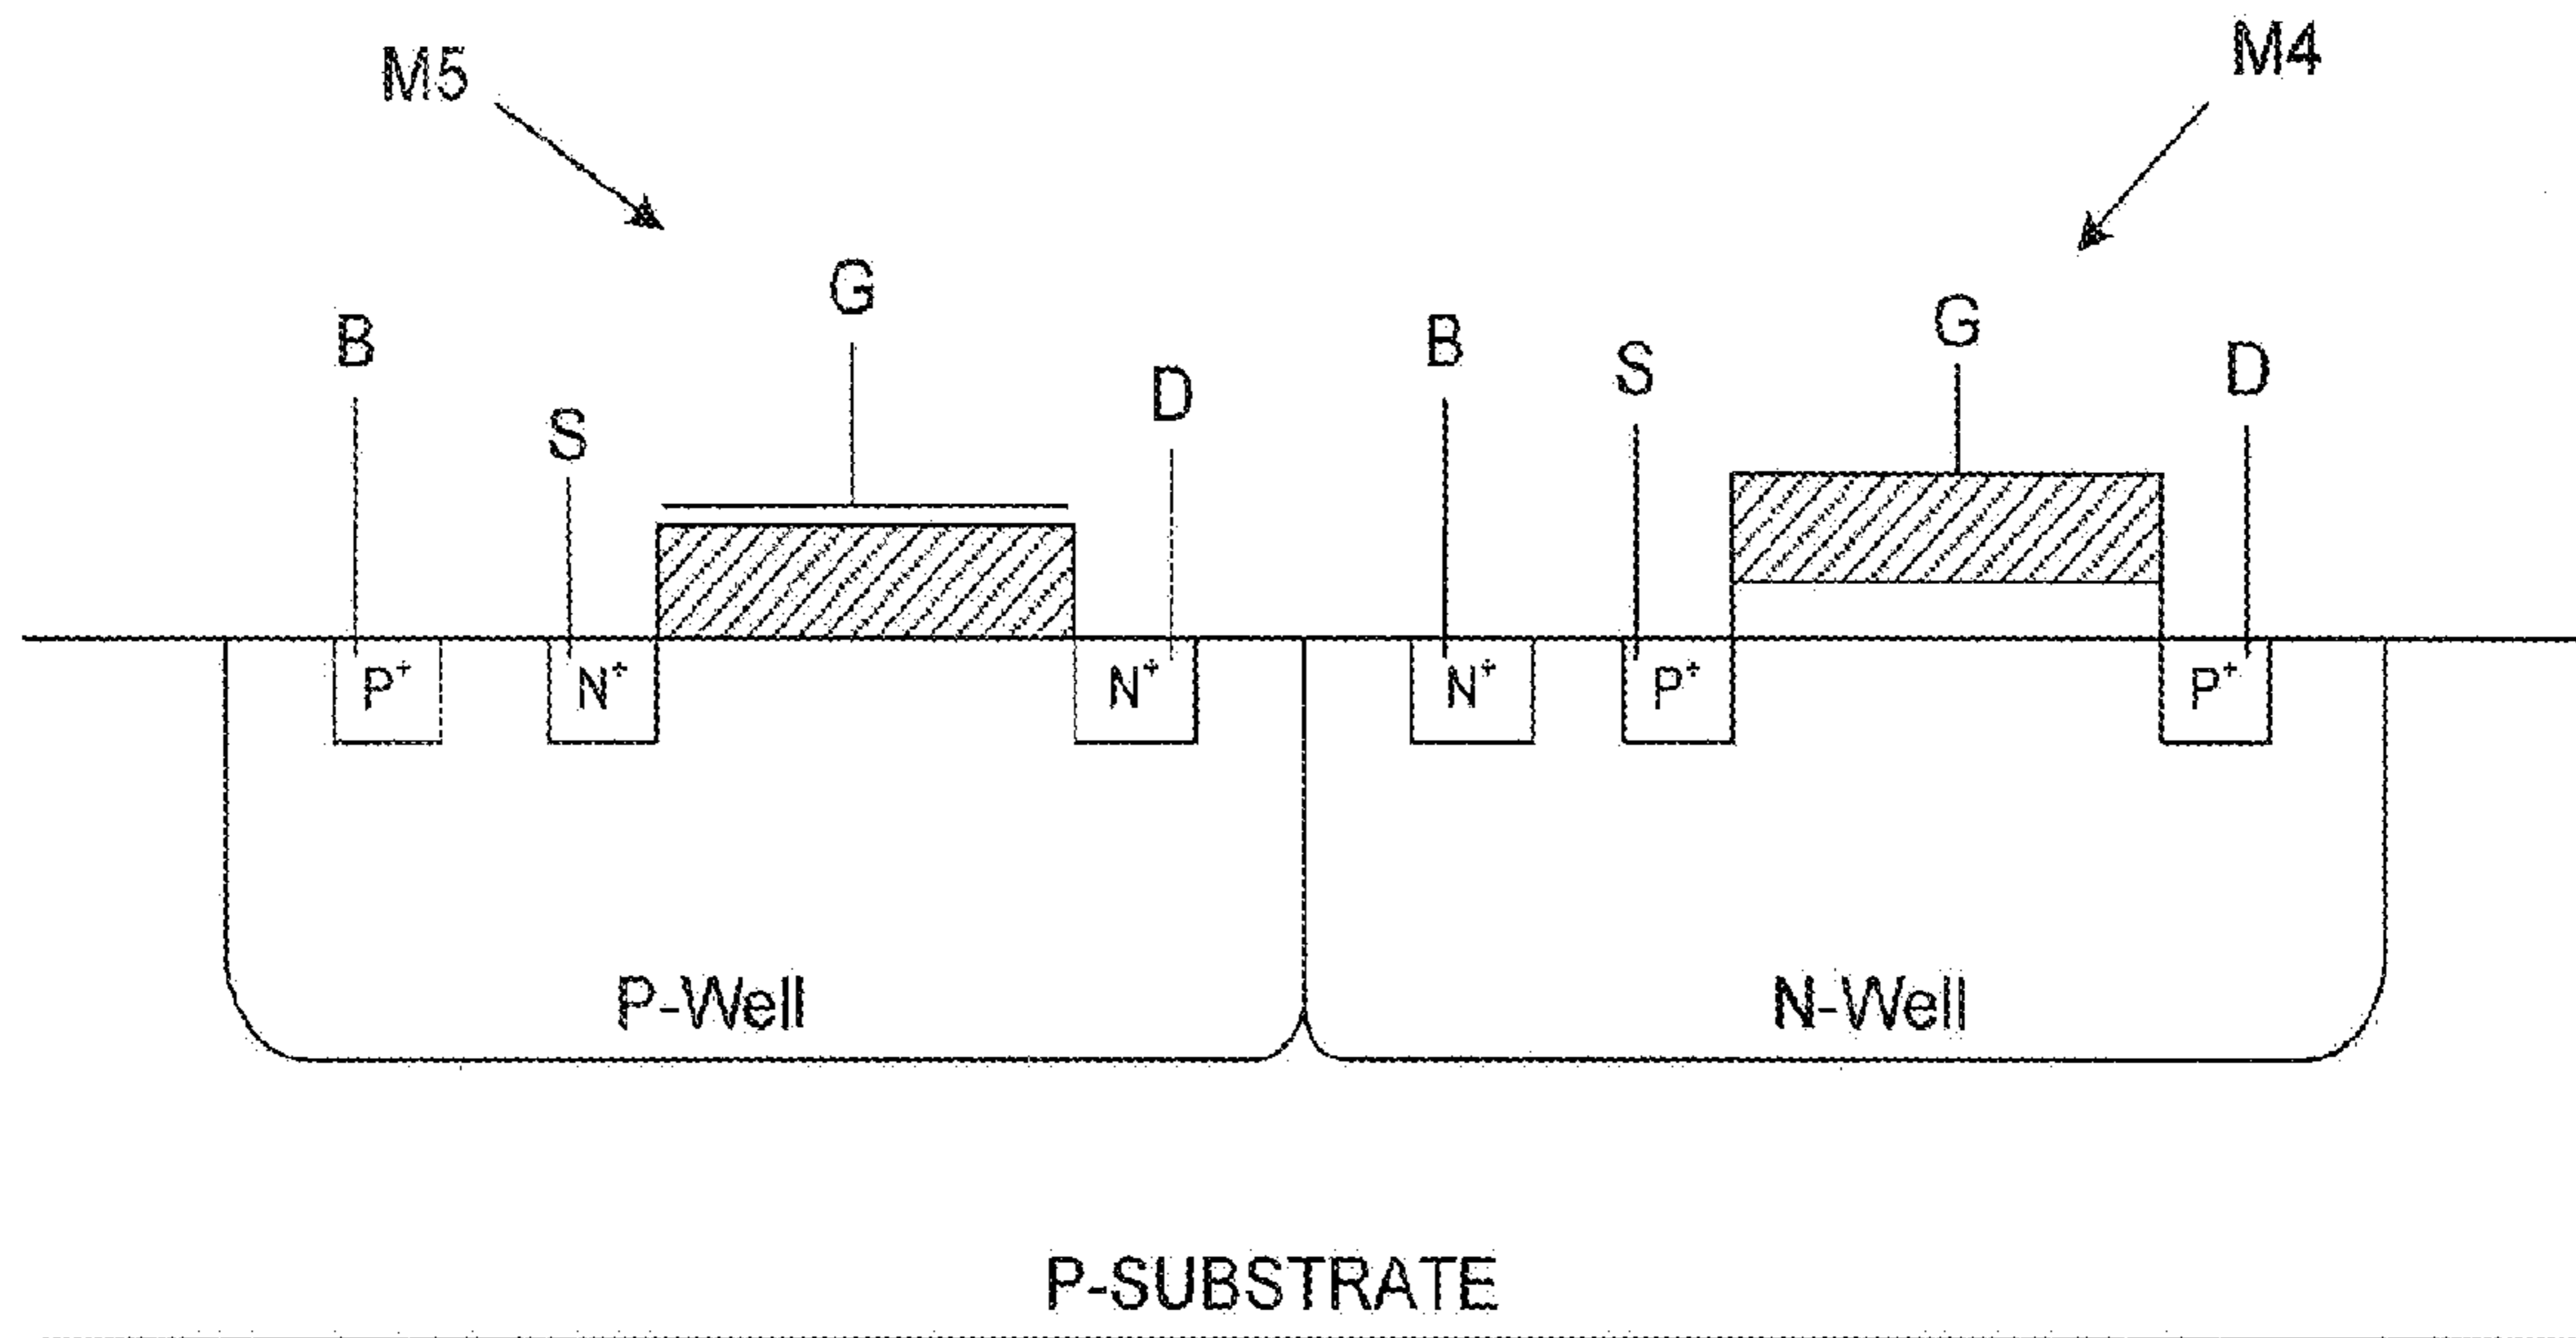 M5
M4
G
B
S
D
B
S
G
D
P+
N+
N+
N+
P+
P+
P-Well
N-Well
P-SUBSTRATE